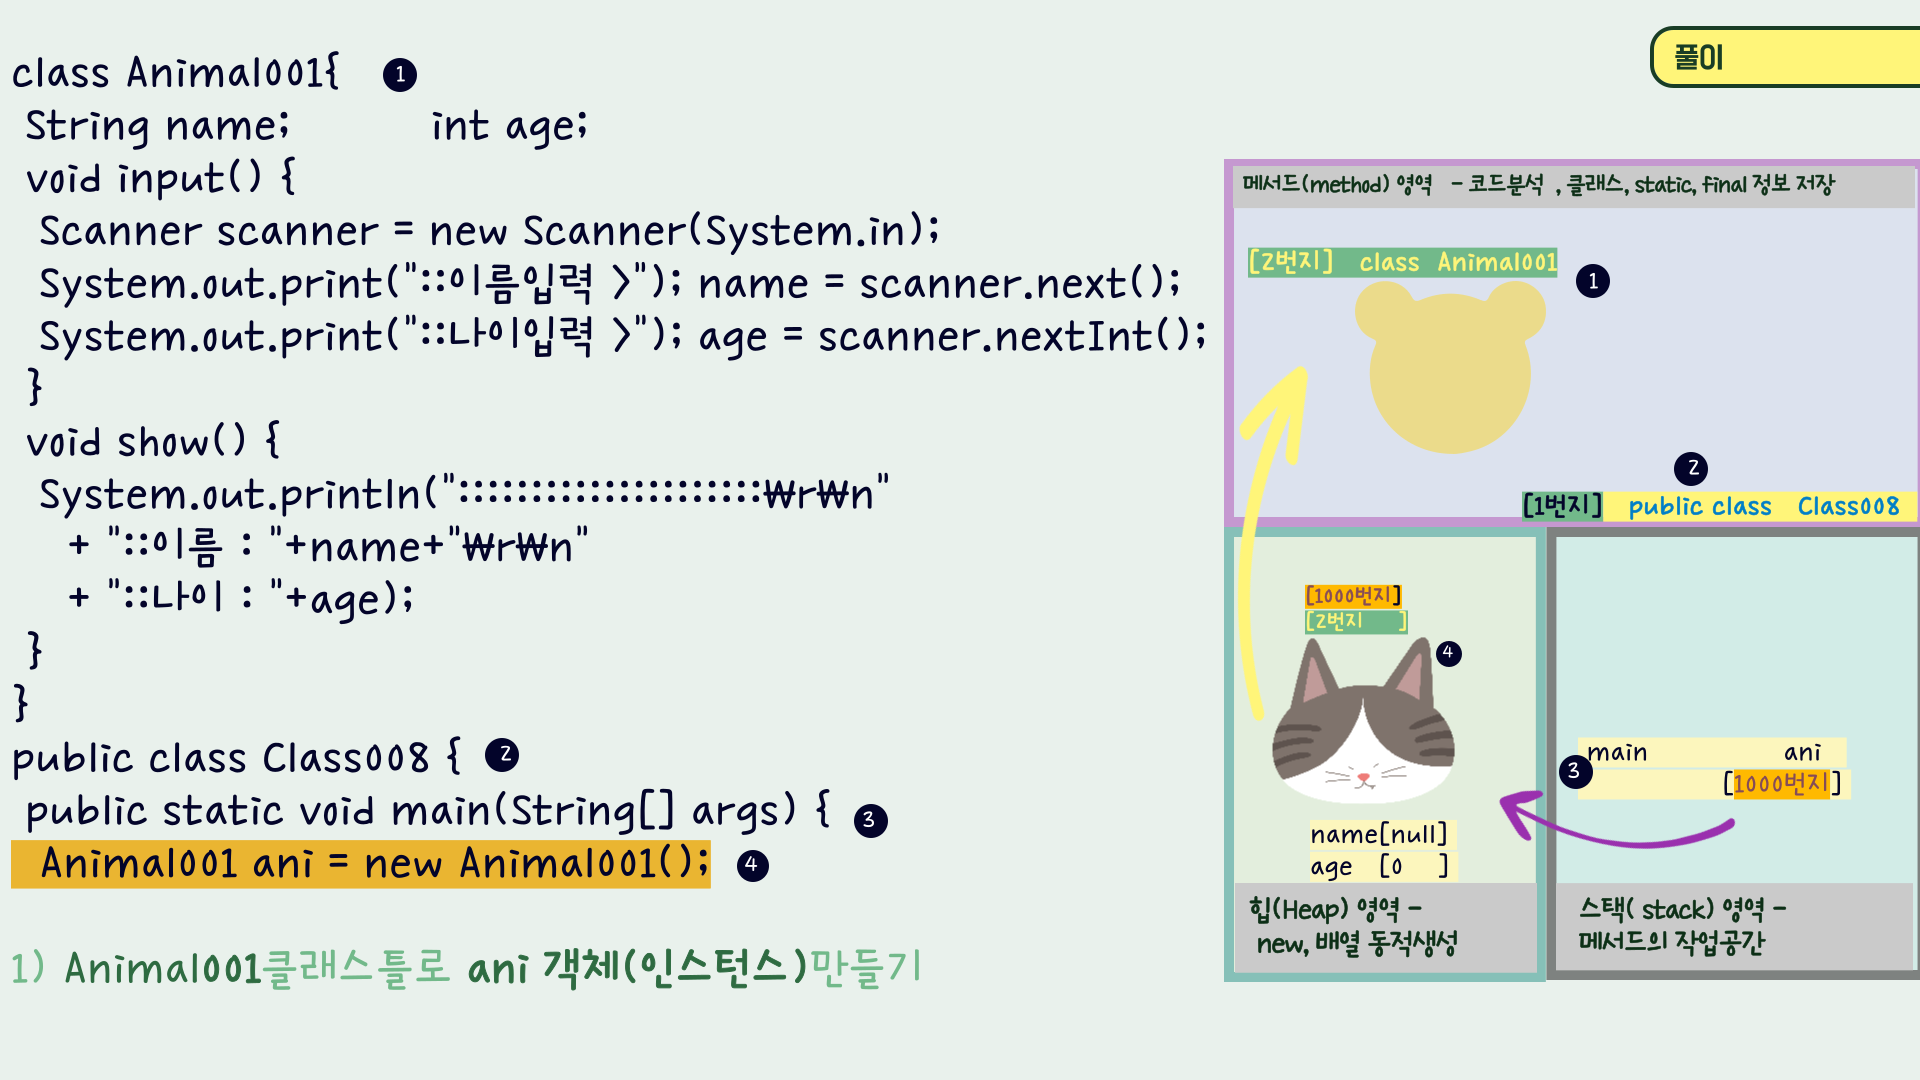 class Animal001{ 1
String name; int age;
void input() {
Scanner scanner = new Scanner(System.in);
System.out.print("::이름입력 >"); name = scanner.next();
System.out.print("::나이입력 >"); age = scanner.nextInt();
}
void show() {
System.out.println("::::::::::::::::::::::₩r₩n"
+ "::이름 : "+name+"₩r₩n"
+ "::나이 : "+age);
}
}
public class Class008 { 2
public static void main(String[] args) { 3
Animal001 ani = new Animal001(); 4
1) Animal001클래스틀로 ani 객체(인스턴스)만들기
풀이
메서드(method) 영역 - 코드분석 , 클래스, static, final 정보 저장
[2번지] class Animal001 1
2
[1번지] public class Class008
[1000번지]
[2번지 ]
4
name[null]
age [0 ]
힙(Heap) 영역 -
new, 배열 동적생성
main ani
3 [1000번지]
스택( stack) 영역 -
메서드의 작업공간